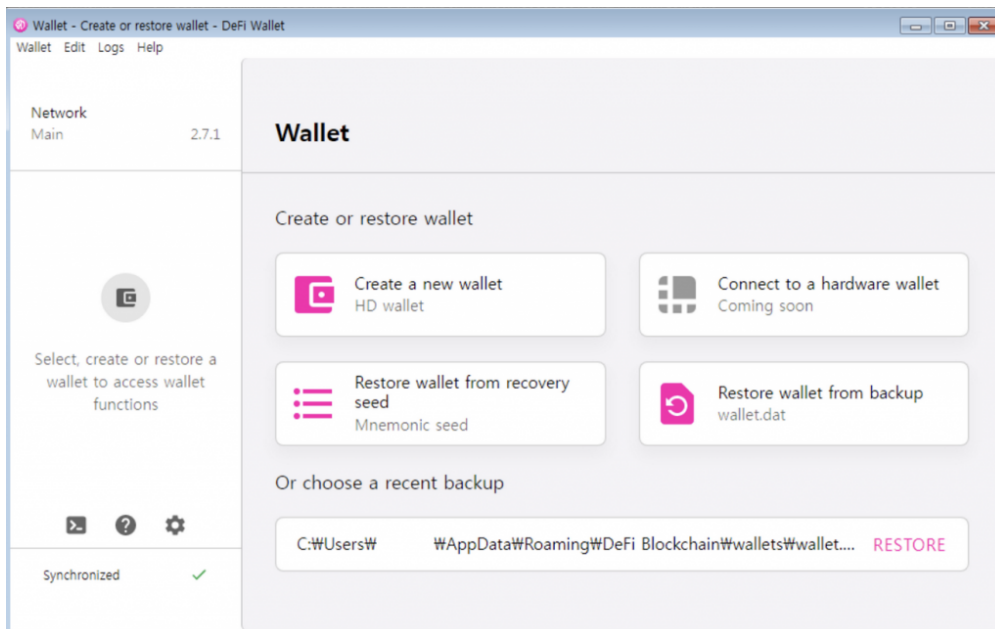 Wallet - Create or restore wallet - DeFi Wallet
Wallet Edit Logs Help
Network
Main 2.7.1
Select, create or restore a
wallet to access wallet
functions
Synchronized
Wallet
Create or restore wallet
Create a new wallet
HD wallet
Connect to a hardware wallet
Coming soon
Restore wallet from recovery
seed
Mnemonic seed
Restore wallet from backup
wallet.dat
Or choose a recent backup
C:₩Users₩ ₩AppData₩Roaming₩DeFi Blockchain₩wallets₩wallet.... RESTORE